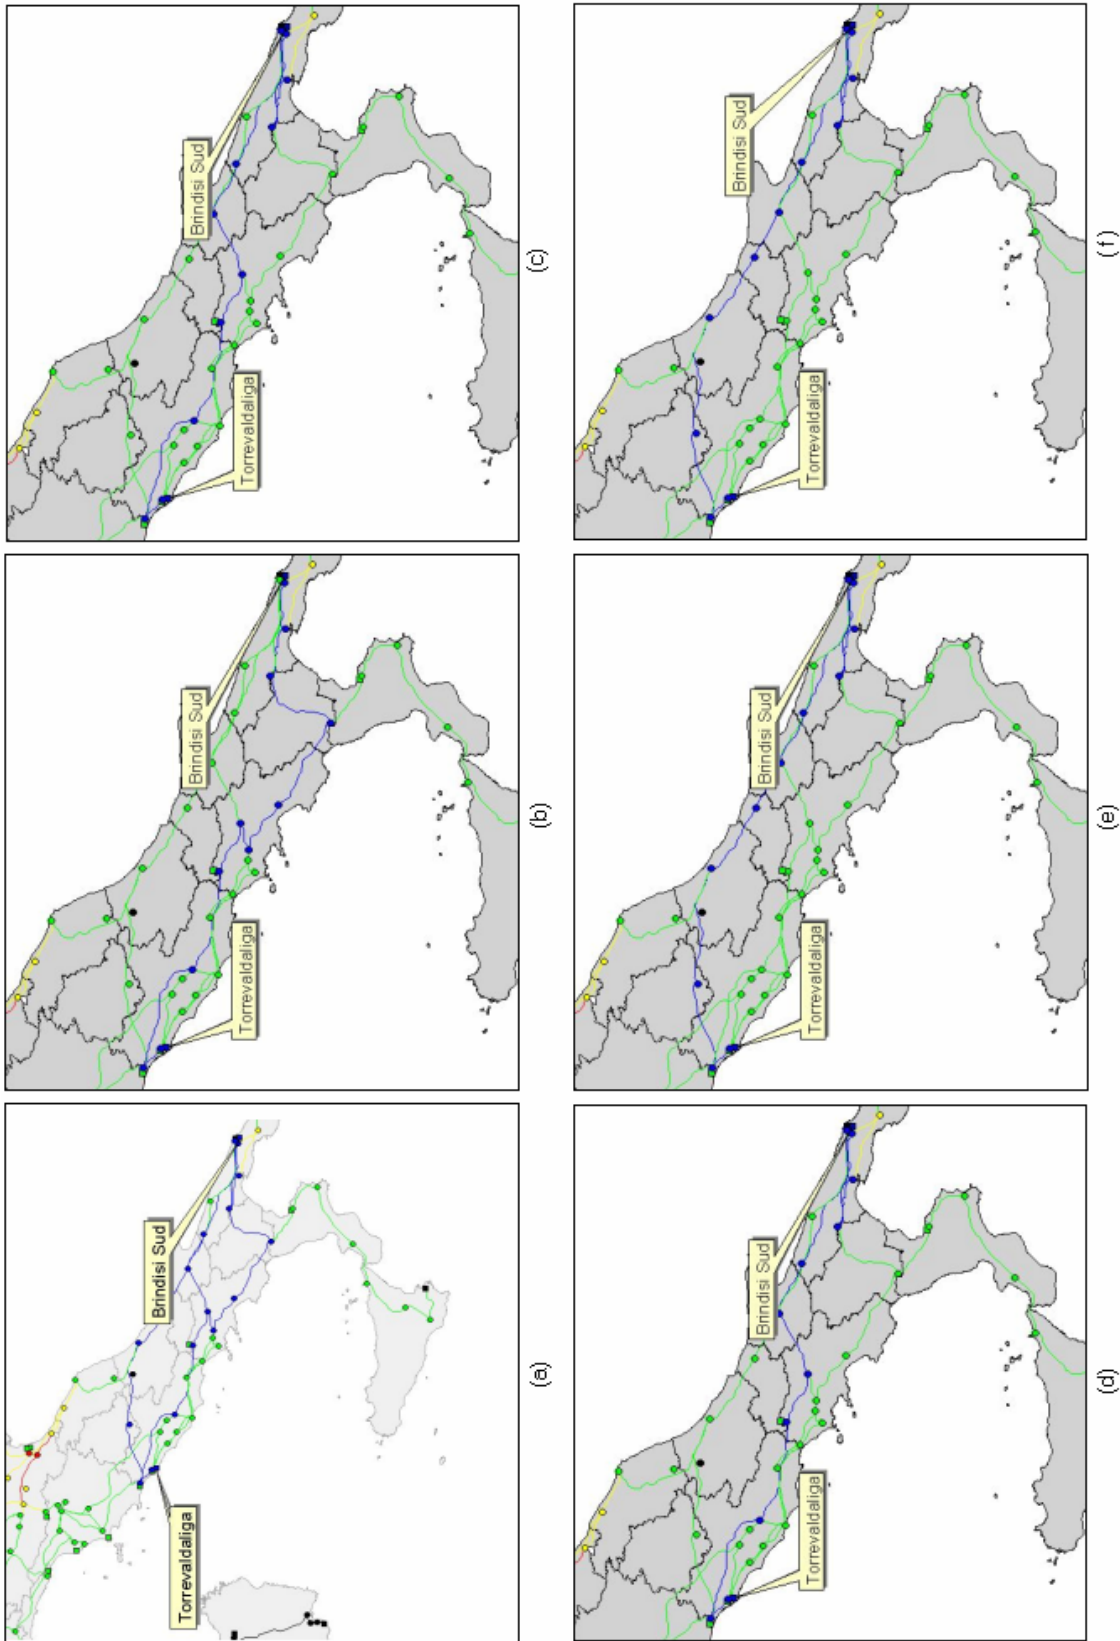 Brindisi Sud
Torrevaldaliga
(a)
Brindisi Sud
Torrevaldaliga
(b)
Brindisi Sud
Torrevaldaliga
(c)
Brindisi Sud
Torrevaldaliga
(d)
Brindisi Sud
Torrevaldaliga
(e)
Brindisi Sud
Torrevaldaliga
(f)